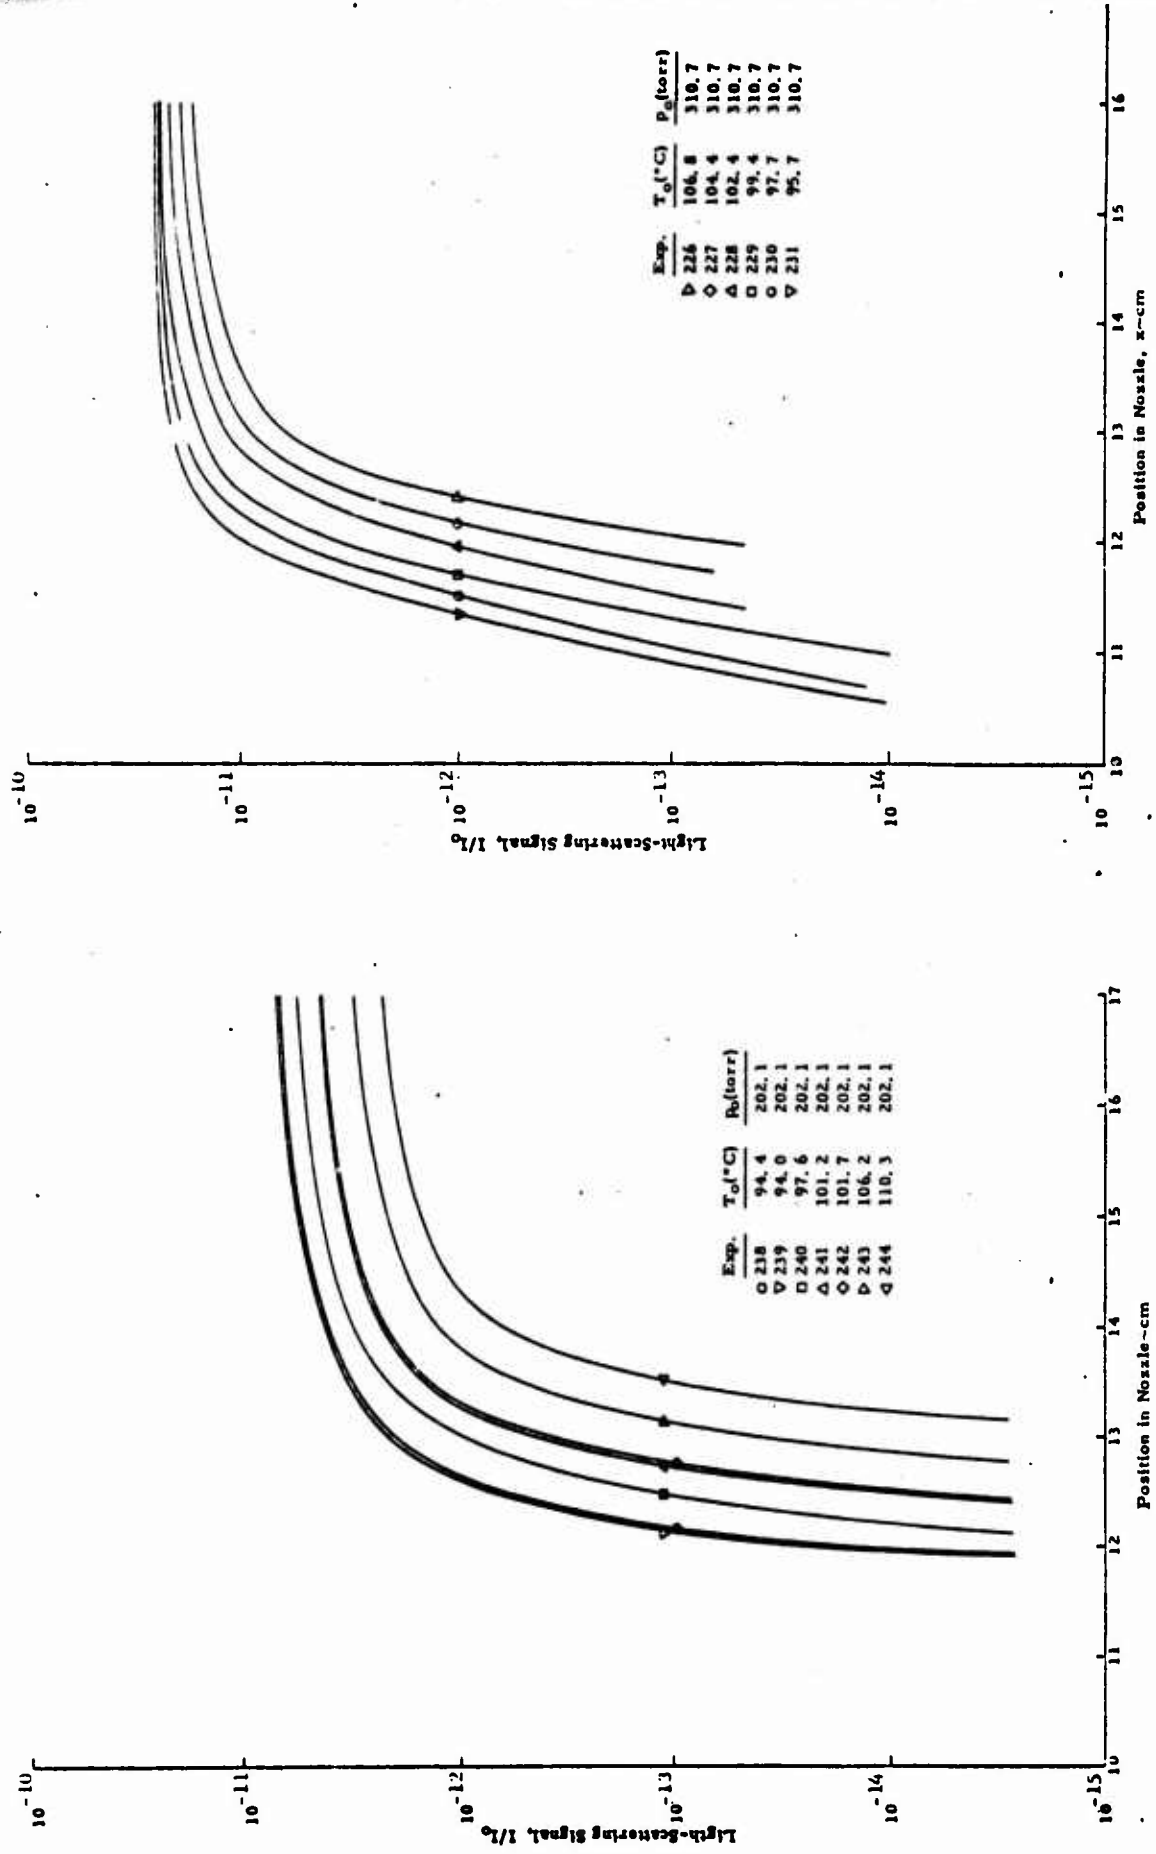 Ligth-Scattering Signal, I/I₀
10⁻¹⁰
10⁻¹¹
10⁻¹²
10⁻¹³
10⁻¹⁴
10⁻¹⁵
10 11 12 13 14 15 16 17
Position in Nozzle~cm
Exp. T₀(°C) P₀(torr)
○ 238 94.4 202.1
▽ 239 94.0 202.1
□ 240 97.6 202.1
△ 241 101.2 202.1
◇ 242 101.7 202.1
▷ 243 106.2 202.1
◁ 244 110.3 202.1
Light-Scattering Signal, I/I₀
10⁻¹⁰
10⁻¹¹
10⁻¹²
10⁻¹³
10⁻¹⁴
10⁻¹⁵
10 11 12 13 14 15 16
Position in Nozzle, x~cm
Exp. T₀(°C) P₀(torr)
▷ 226 106.8 310.7
◇ 227 104.4 310.7
△ 228 102.4 310.7
□ 229 99.4 310.7
○ 230 97.7 310.7
▽ 231 95.7 310.7